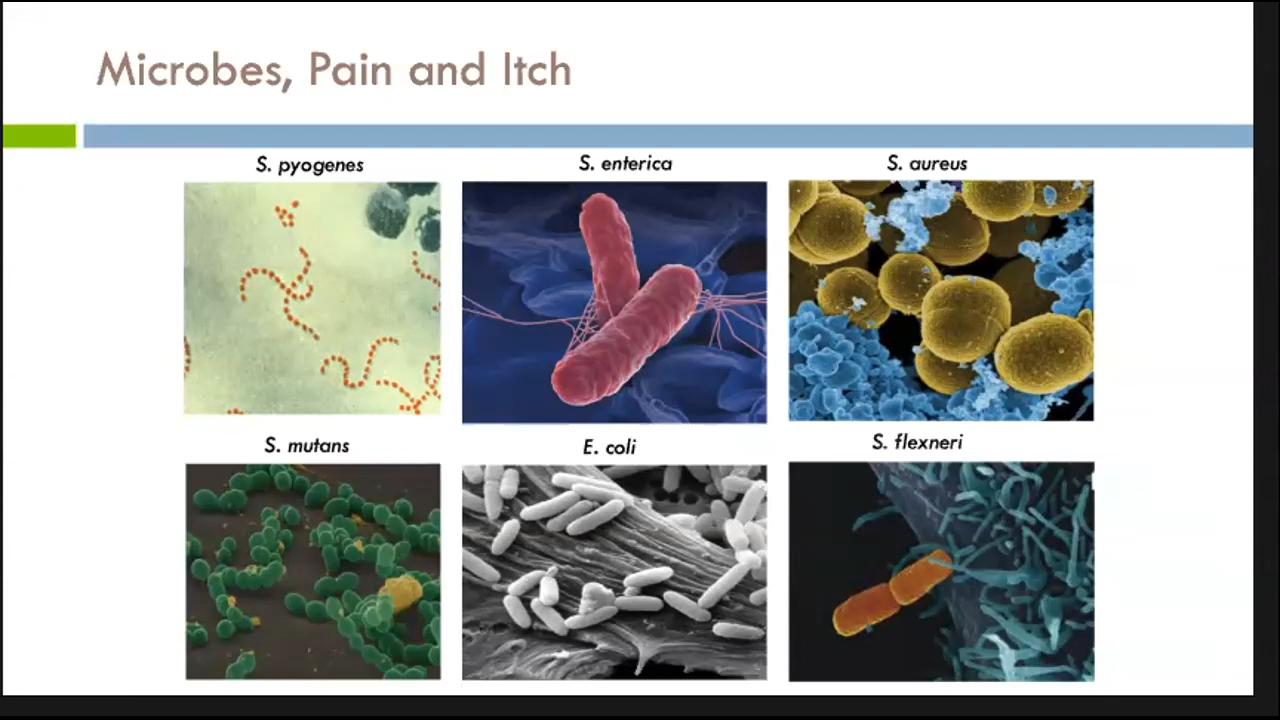 Microbes, Pain and Itch
S. pyogenes
S. enterica
S. aureus
S. mutans
E. coli
S. flexneri